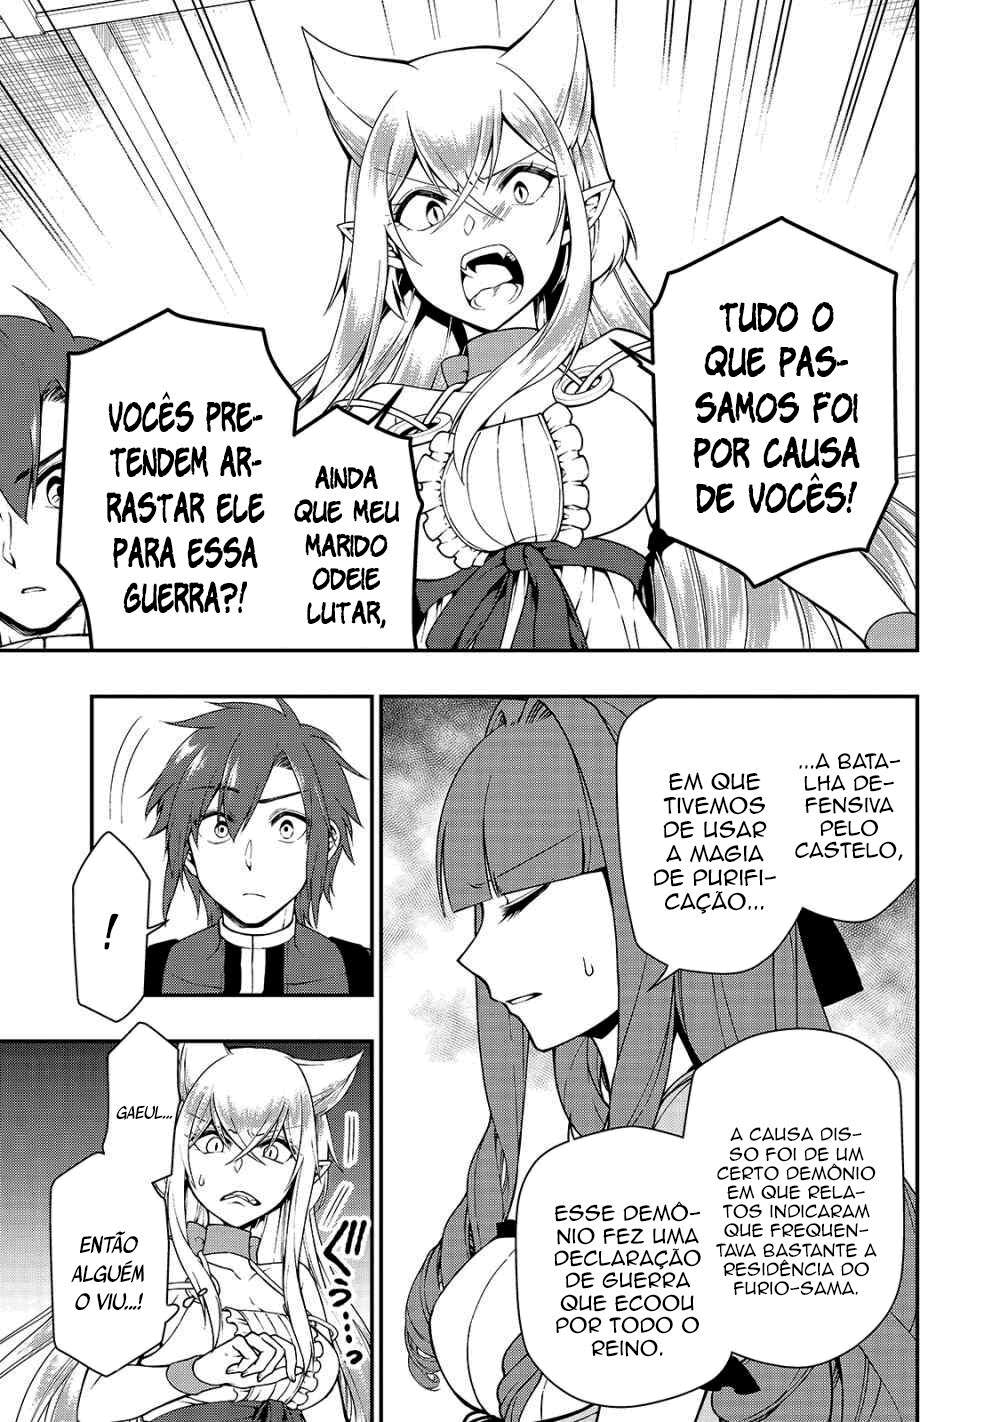 TUDO O
QUE PAS-
SAMOS FOI
POR CAUSA
DE VOCÊS!
AINDA
QUE MEU
MARIDO
ODEIE
LUTAR,
VOCÊS PRE-
TENDEM AR-
RASTAR ELE
PARA ESSA
GUERRA?!
...A BATA-
LHA DE-
FENSIVA
PELO
CASTELO,
EM QUE
TIVEMOS
DE USAR
A MAGIA
DE PURIFI-
CAÇÃO...
A CAUSA DIS-
SO FOI DE UM
CERTO DEMÔNIO
EM QUE RELA-
TOS INDICARAM
QUE FREQUEN-
TAVA BASTANTE A
RESIDÊNCIA DO
FURIO-SAMA.
ESSE DEMÔ-
NIO FEZ UMA
DECLARAÇÃO
DE GUERRA
QUE ECOOU
POR TODO O
REINO.
!
GAEUL...
ENTÃO
ALGUÉM
O VIU...!
うっ…